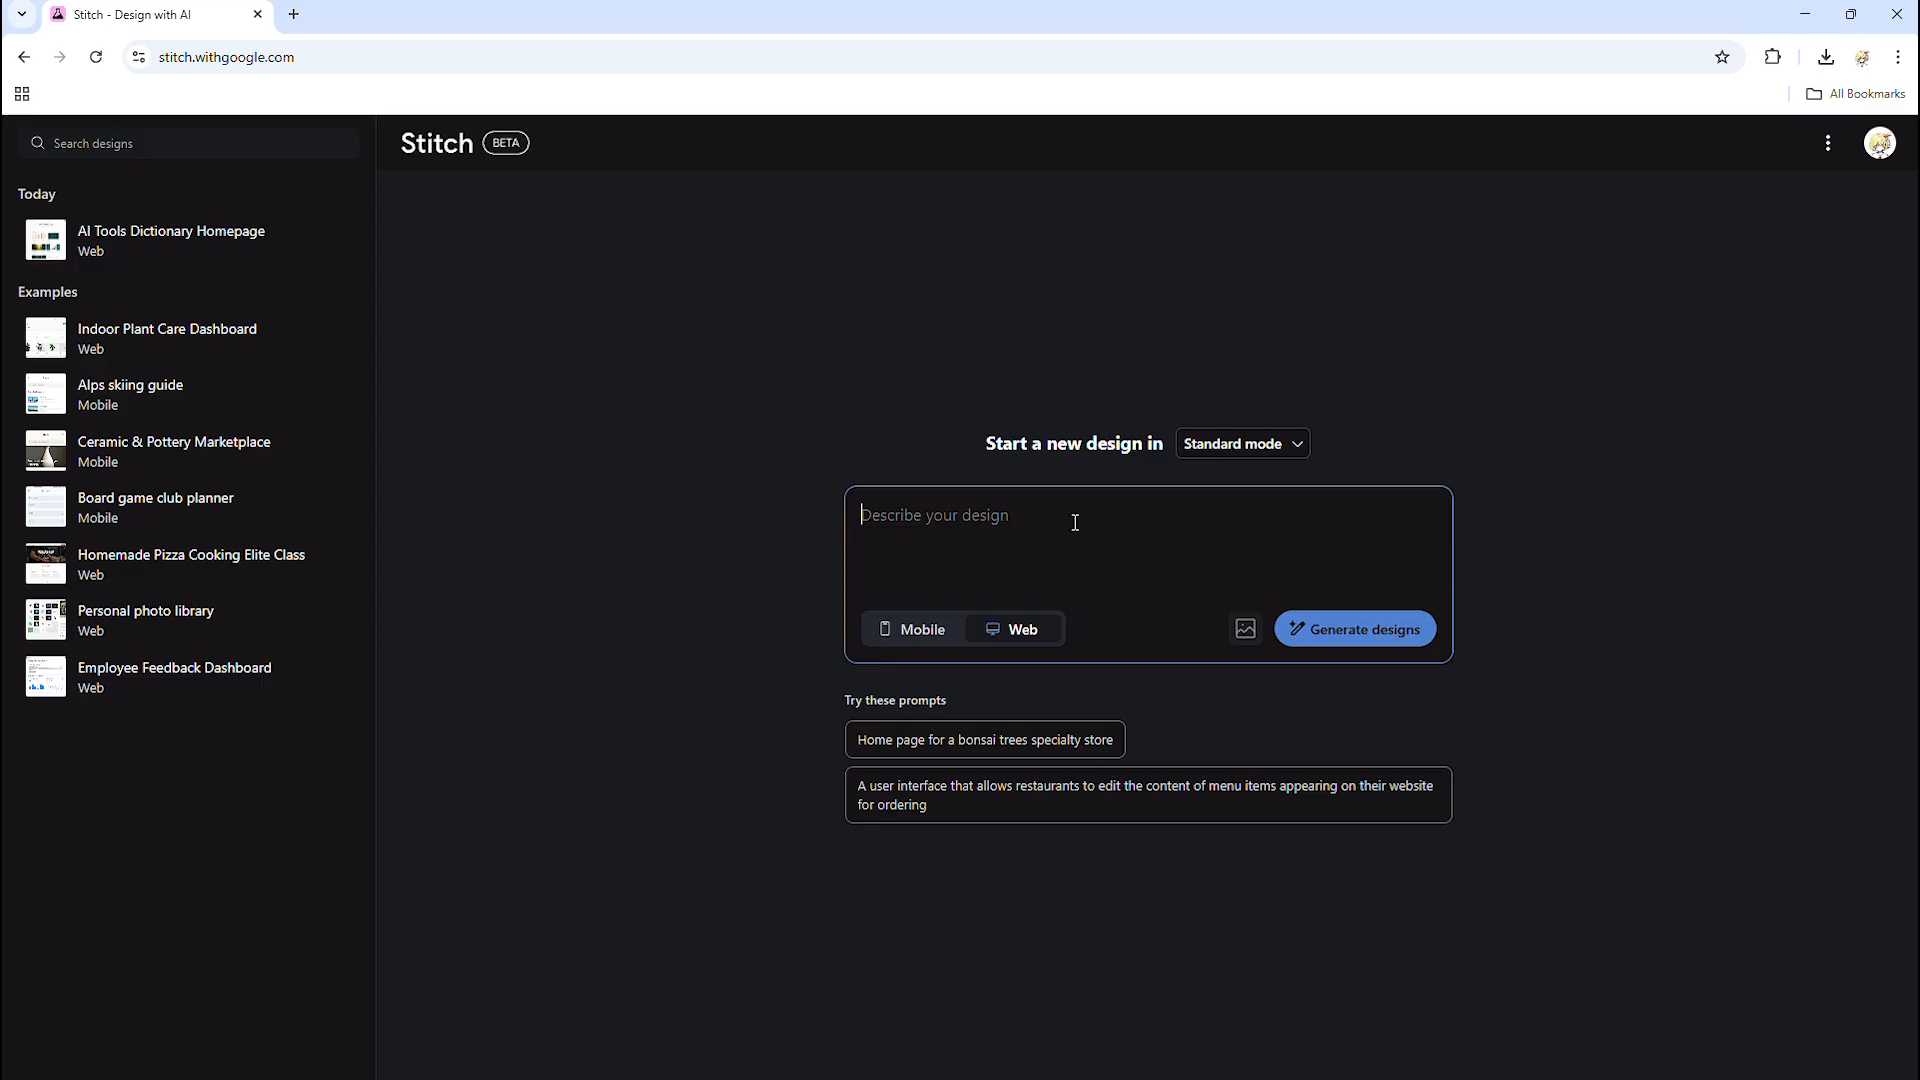 Stitch - Design with AI
stitch.withgoogle.com
All Bookmarks
Search designs
Stitch BETA
Today
AI Tools Dictionary Homepage
Web
Examples
Indoor Plant Care Dashboard
Web
Alps skiing guide
Mobile
Ceramic & Pottery Marketplace
Mobile
Board game club planner
Mobile
Homemade Pizza Cooking Elite Class
Web
Personal photo library
Web
Employee Feedback Dashboard
Web
Start a new design in Standard mode
Describe your design
Mobile Web Generate designs
Try these prompts
Home page for a bonsai trees specialty store
A user interface that allows restaurants to edit the content of menu items appearing on their website
for ordering